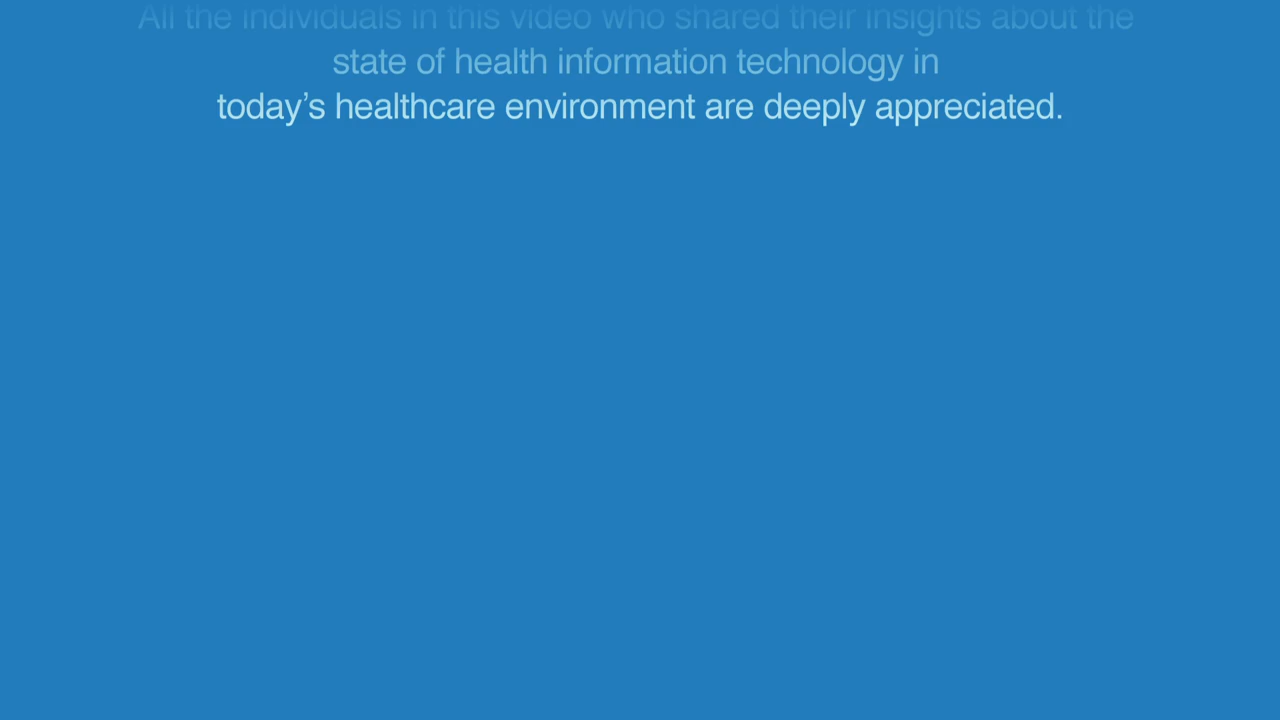 All the individuals in this video who shared their insights about the
state of health information technology in
today’s healthcare environment are deeply appreciated.